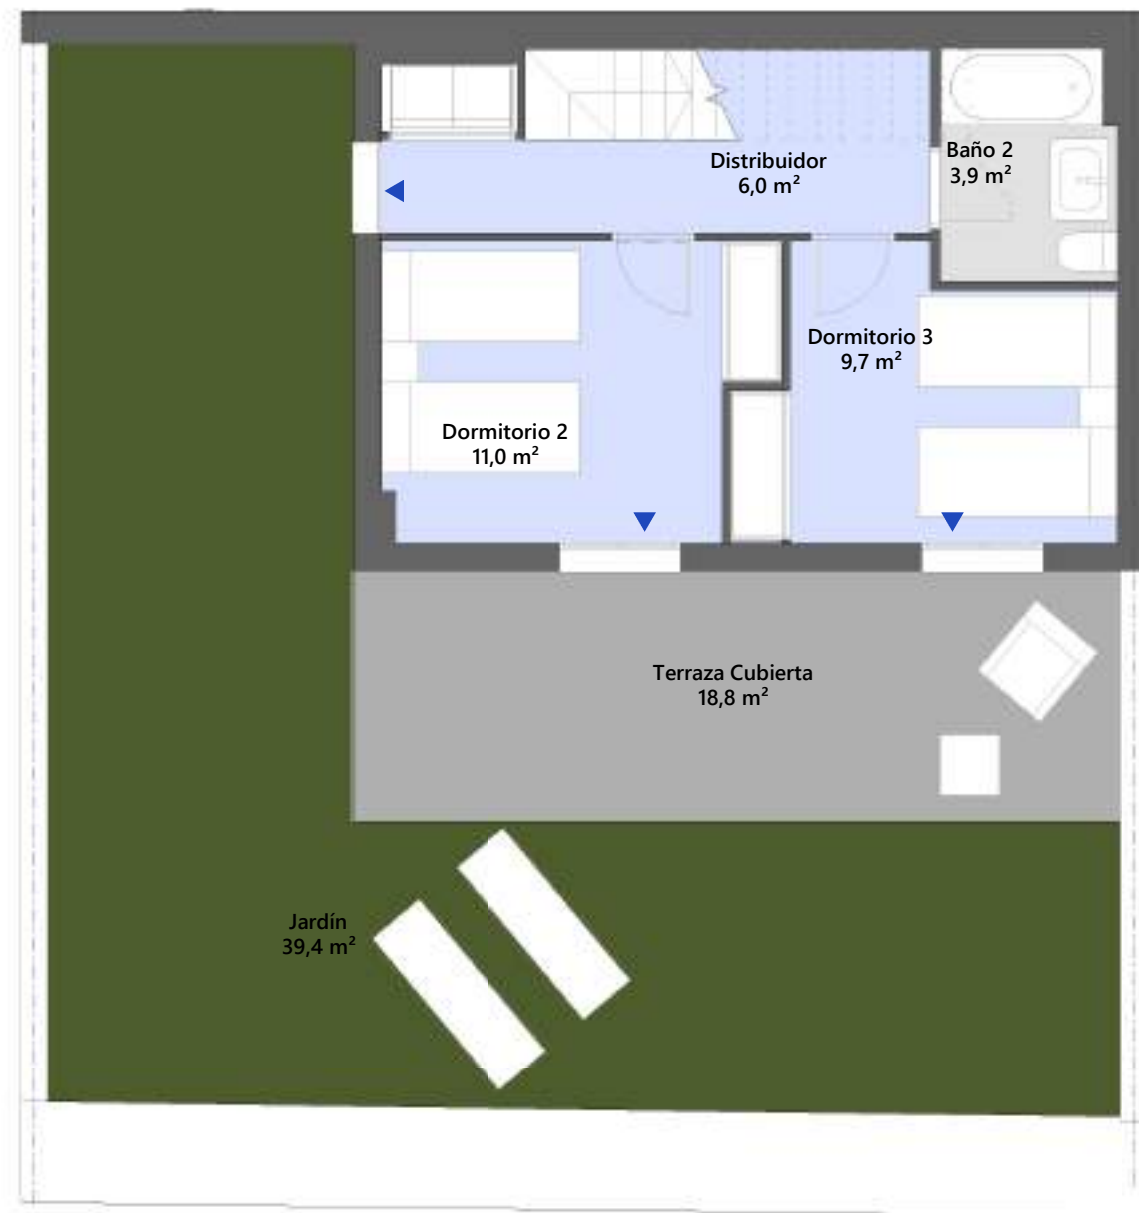 Distribuidor
6,0 m²
Baño 2
3,9 m²
Dormitorio 3
9,7 m²
Dormitorio 2
11,0 m²
Terraza Cubierta
18,8 m²
Jardín
39,4 m²